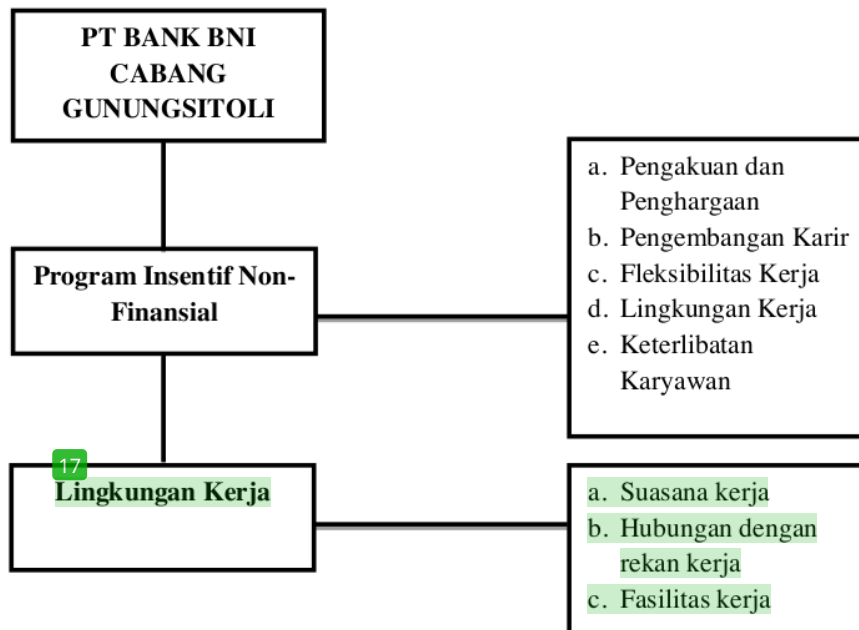 PT BANK BNI
CABANG
GUNUNGSITOLI
a. Pengakuan dan
Penghargaan
b. Pengembangan Karir
c. Fleksibilitas Kerja
d. Lingkungan Kerja
e. Keterlibatan
Karyawan
Program Insentif Non-
Finansial
17
Lingkungan Kerja
a. Suasana kerja
b. Hubungan dengan
rekan kerja
c. Fasilitas kerja